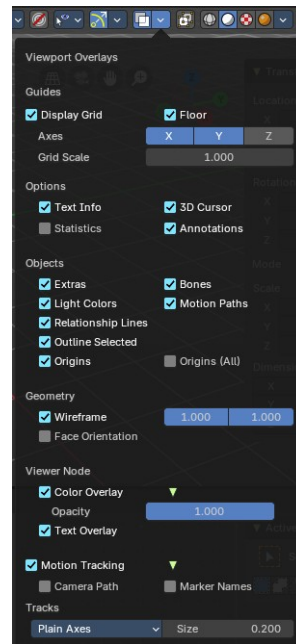 Viewport Overlays
Guides
Display Grid Floor
Axes X Y Z
Grid Scale 1.000
Options
Text Info 3D Cursor
Statistics Annotations
Objects
Extras Bones
Light Colors Motion Paths
Relationship Lines
Outline Selected
Origins Origins (All)
Geometry
Wireframe 1.000 1.000
Face Orientation
Viewer Node
Color Overlay
Opacity 1.000
Text Overlay
Motion Tracking
Camera Path Marker Names
Tracks
Plain Axes Size 0.200